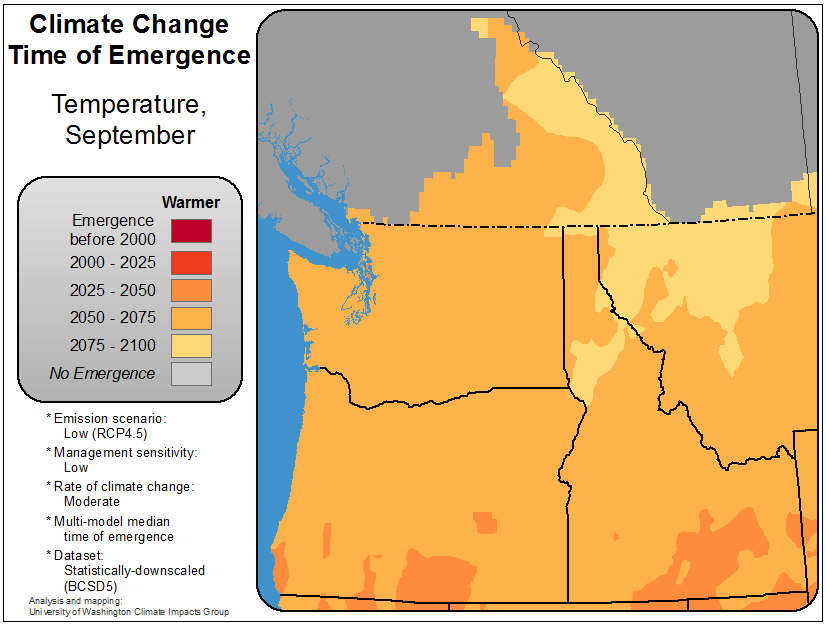 Climate Change
Time of Emergence
Temperature,
September
Warmer
Emergence
before 2000
2000 - 2025
2025 - 2050
2050 - 2075
2075 - 2100
No Emergence
* Emission scenario:
Low (RCP4.5)
* Management sensitivity:
Low
* Rate of climate change:
Moderate
* Multi-model median
time of emergence
* Dataset:
Statistically-downscaled
(BCSD5)
Analysis and mapping:
University of Washington Climate Impacts Group